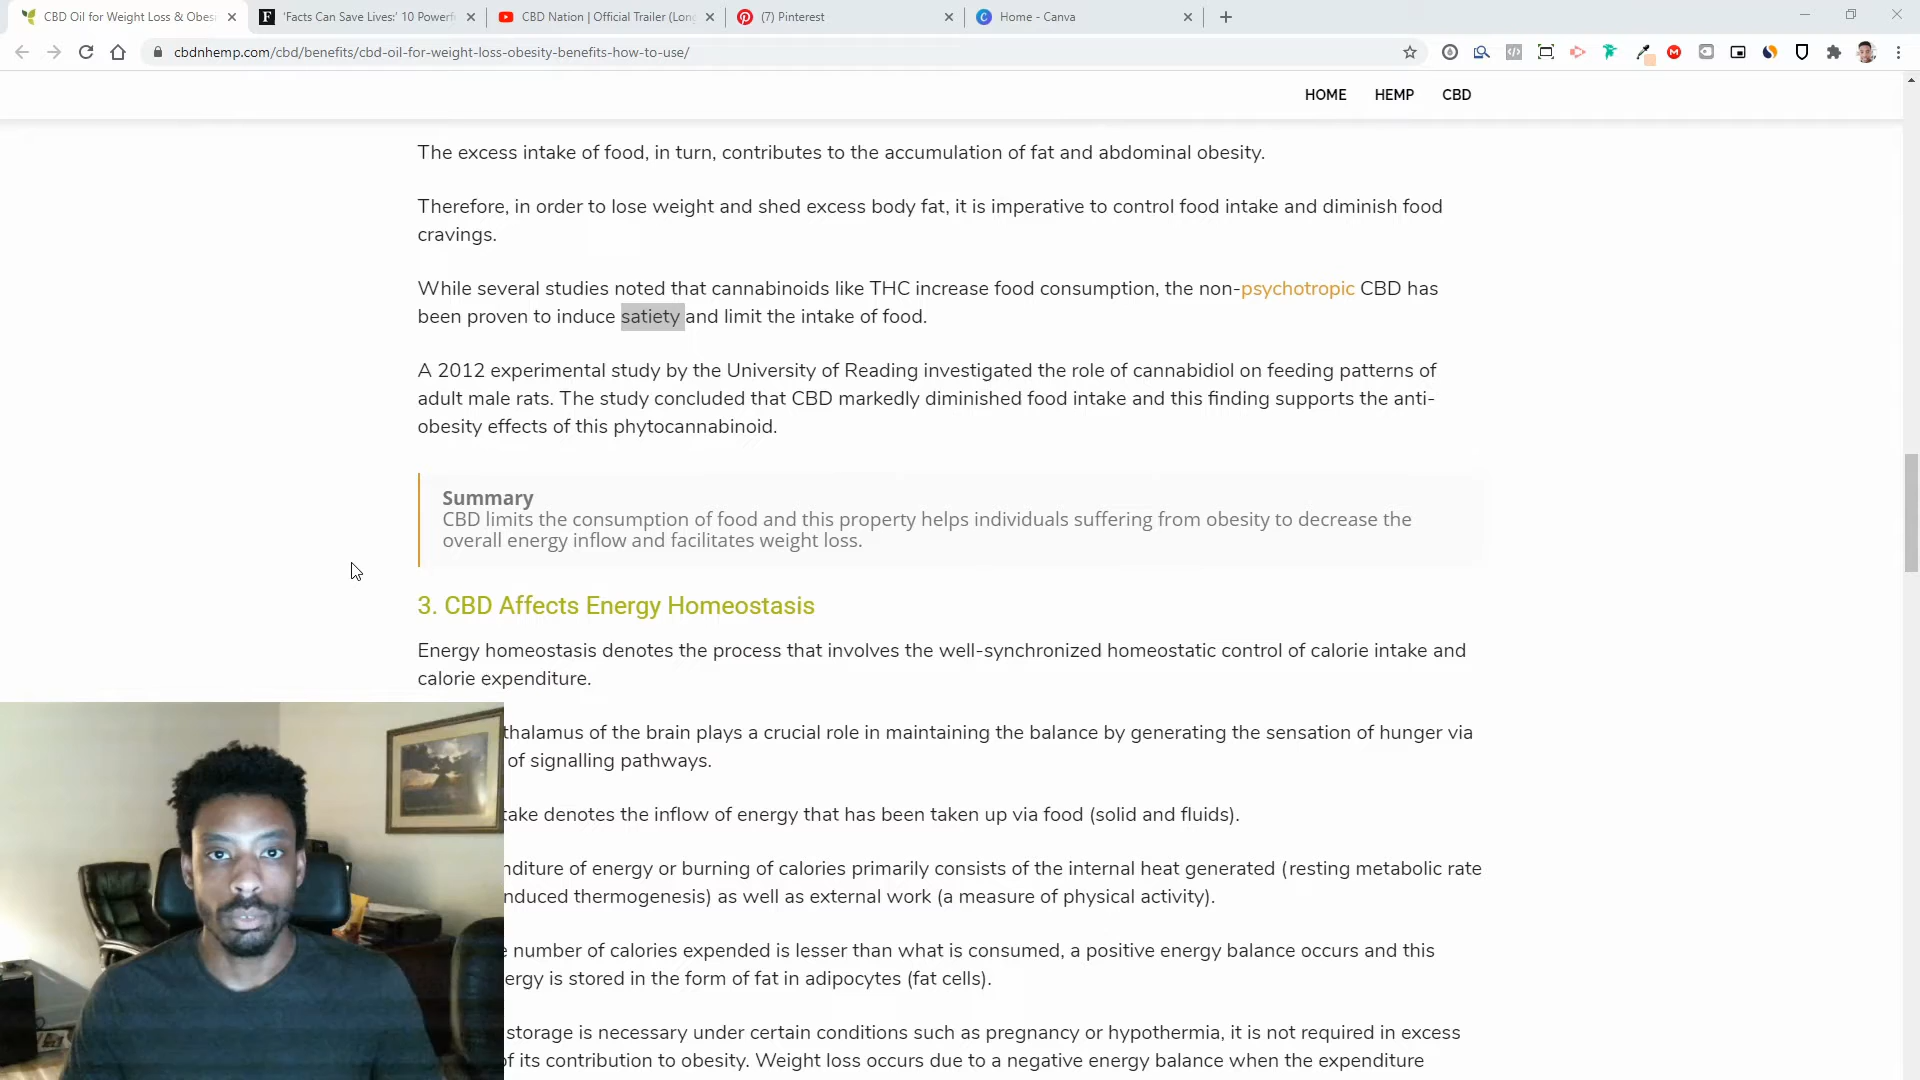 CBD Oil for Weight Loss & Obes
'Facts Can Save Lives:' 10 Powerf
CBD Nation | Official Trailer (Lon
(7) Pinterest
Home - Canva
cbdnhemp.com/cbd/benefits/cbd-oil-for-weight-loss-obesity-benefits-how-to-use/
HOME HEMP CBD
The excess intake of food, in turn, contributes to the accumulation of fat and abdominal obesity.
Therefore, in order to lose weight and shed excess body fat, it is imperative to control food intake and diminish food
cravings.
While several studies noted that cannabinoids like THC increase food consumption, the non-psychotropic CBD has
been proven to induce satiety and limit the intake of food.
A 2012 experimental study by the University of Reading investigated the role of cannabidiol on feeding patterns of
adult male rats. The study concluded that CBD markedly diminished food intake and this finding supports the anti-
obesity effects of this phytocannabinoid.
Summary
CBD limits the consumption of food and this property helps individuals suffering from obesity to decrease the
overall energy inflow and facilitates weight loss.
3. CBD Affects Energy Homeostasis
Energy homeostasis denotes the process that involves the well-synchronized homeostatic control of calorie intake and
calorie expenditure.
thalamus of the brain plays a crucial role in maintaining the balance by generating the sensation of hunger via
of signalling pathways.
take denotes the inflow of energy that has been taken up via food (solid and fluids).
nditure of energy or burning of calories primarily consists of the internal heat generated (resting metabolic rate
nduced thermogenesis) as well as external work (a measure of physical activity).
e number of calories expended is lesser than what is consumed, a positive energy balance occurs and this
ergy is stored in the form of fat in adipocytes (fat cells).
storage is necessary under certain conditions such as pregnancy or hypothermia, it is not required in excess
of its contribution to obesity. Weight loss occurs due to a negative energy balance when the expenditure